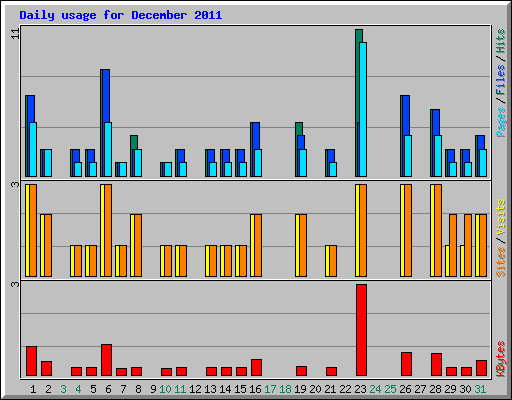 Daily usage for December 2011
11
3
3
Pages / Files / Hits
Sites / Visits
KBytes
1 2 3 4 5 6 7 8 9 10 11 12 13 14 15 16 17 18 19 20 21 22 23 24 25 26 27 28 29 30 31